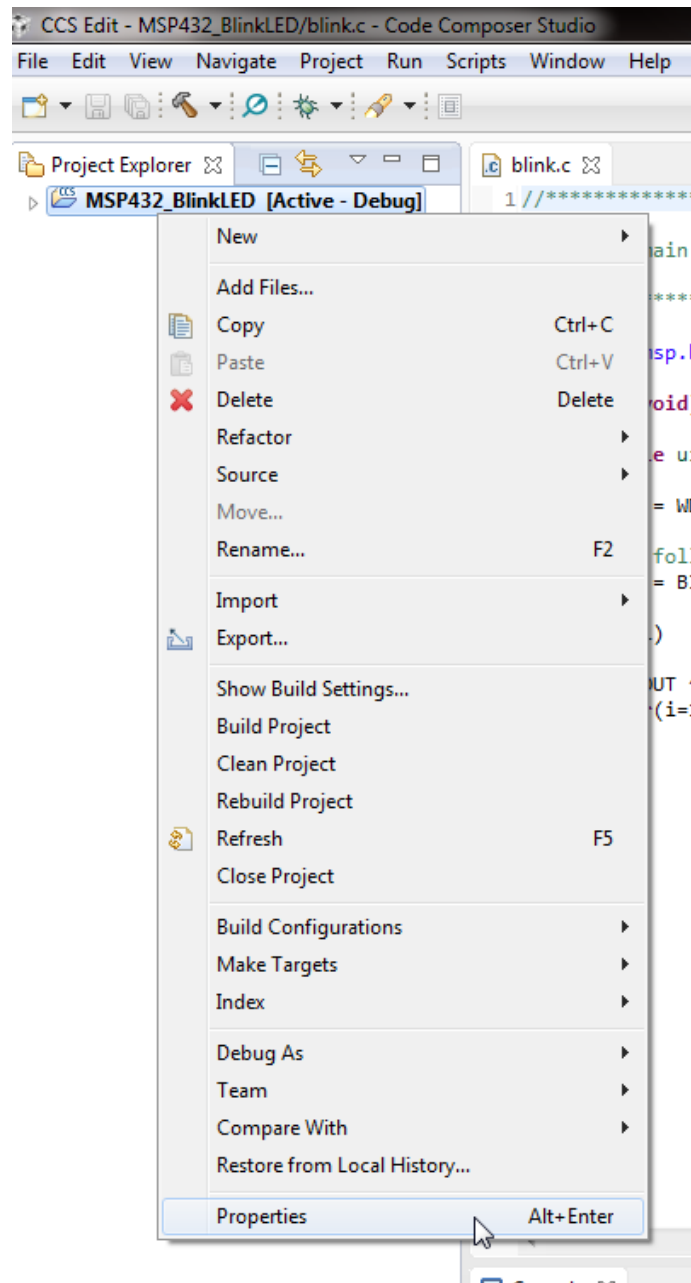 CCS Edit - MSP432_BlinkLED/blink.c - Code Composer Studio
File Edit View Navigate Project Run Scripts Window Help
Project Explorer
blink.c
CCS MSP432_BlinkLED [Active - Debug]
1 //*************
New
Add Files...
Copy Ctrl+C
Paste Ctrl+V
Delete Delete
Refactor
Source
Move...
Rename... F2
Import
Export...
Show Build Settings...
Build Project
Clean Project
Rebuild Project
Refresh F5
Close Project
Build Configurations
Make Targets
Index
Debug As
Team
Compare With
Restore from Local History...
Properties Alt+Enter